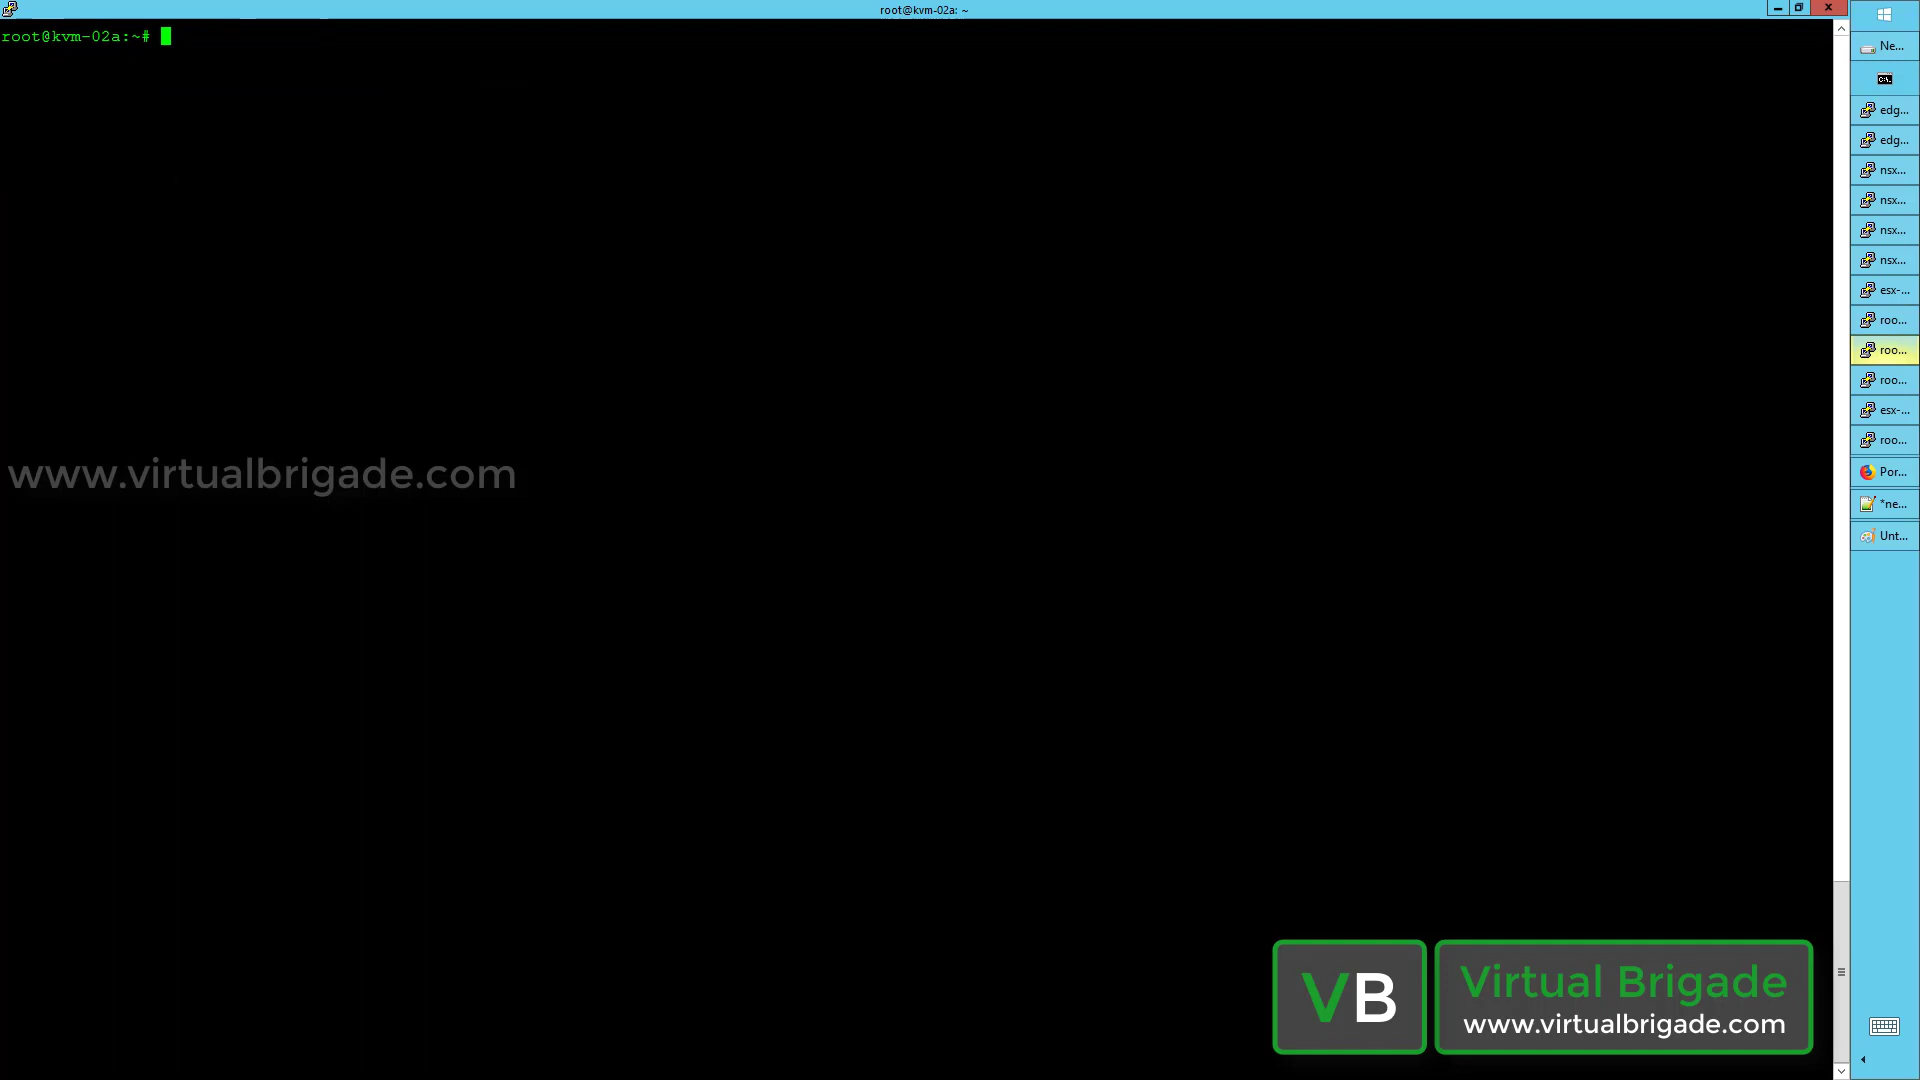 root@kvm-02a: ~
root@kvm-02a:~#
Ne...
C:\.
edg...
edg...
nsx...
nsx...
nsx...
nsx...
esx-...
roo...
roo...
roo...
esx-...
roo...
Por...
*ne...
Unt...
www.virtualbrigade.com
VB
Virtual Brigade
www.virtualbrigade.com